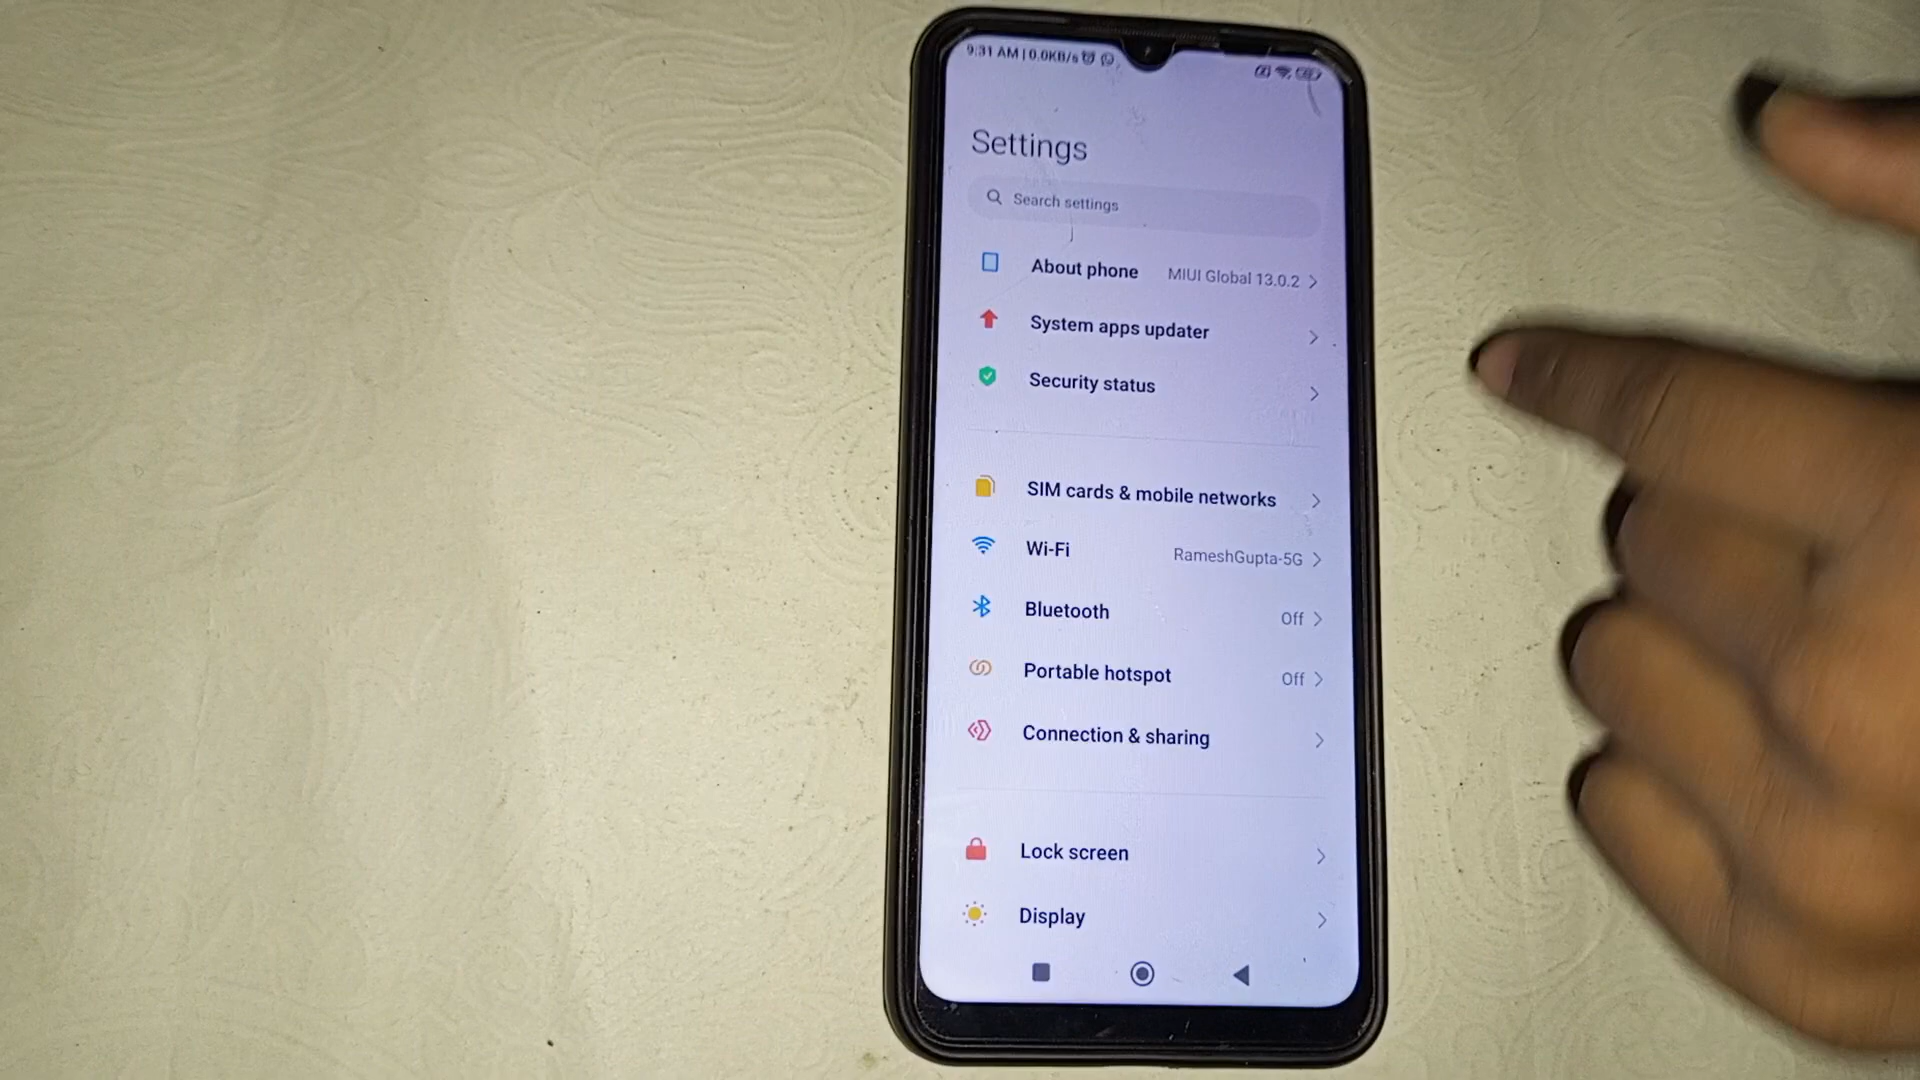 9:31 AM | 0.0KB/s
Settings
Search settings
About phone MIUI Global 13.0.2
System apps updater
Security status
SIM cards & mobile networks
Wi-Fi RameshGupta-5G
Bluetooth Off
Portable hotspot Off
Connection & sharing
Lock screen
Display